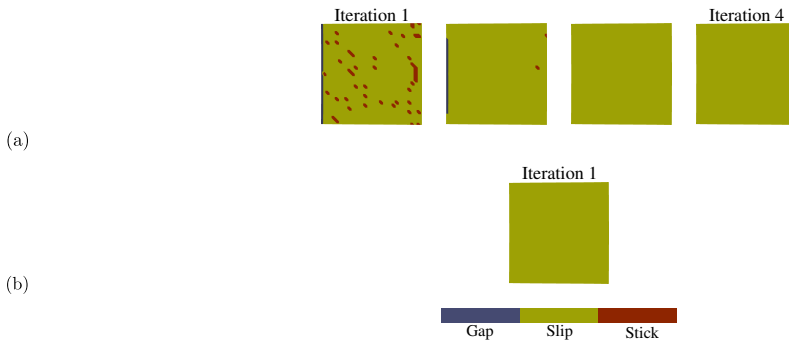 Iteration 1 Iteration 4
(a)
Iteration 1
(b)
Gap Slip Stick